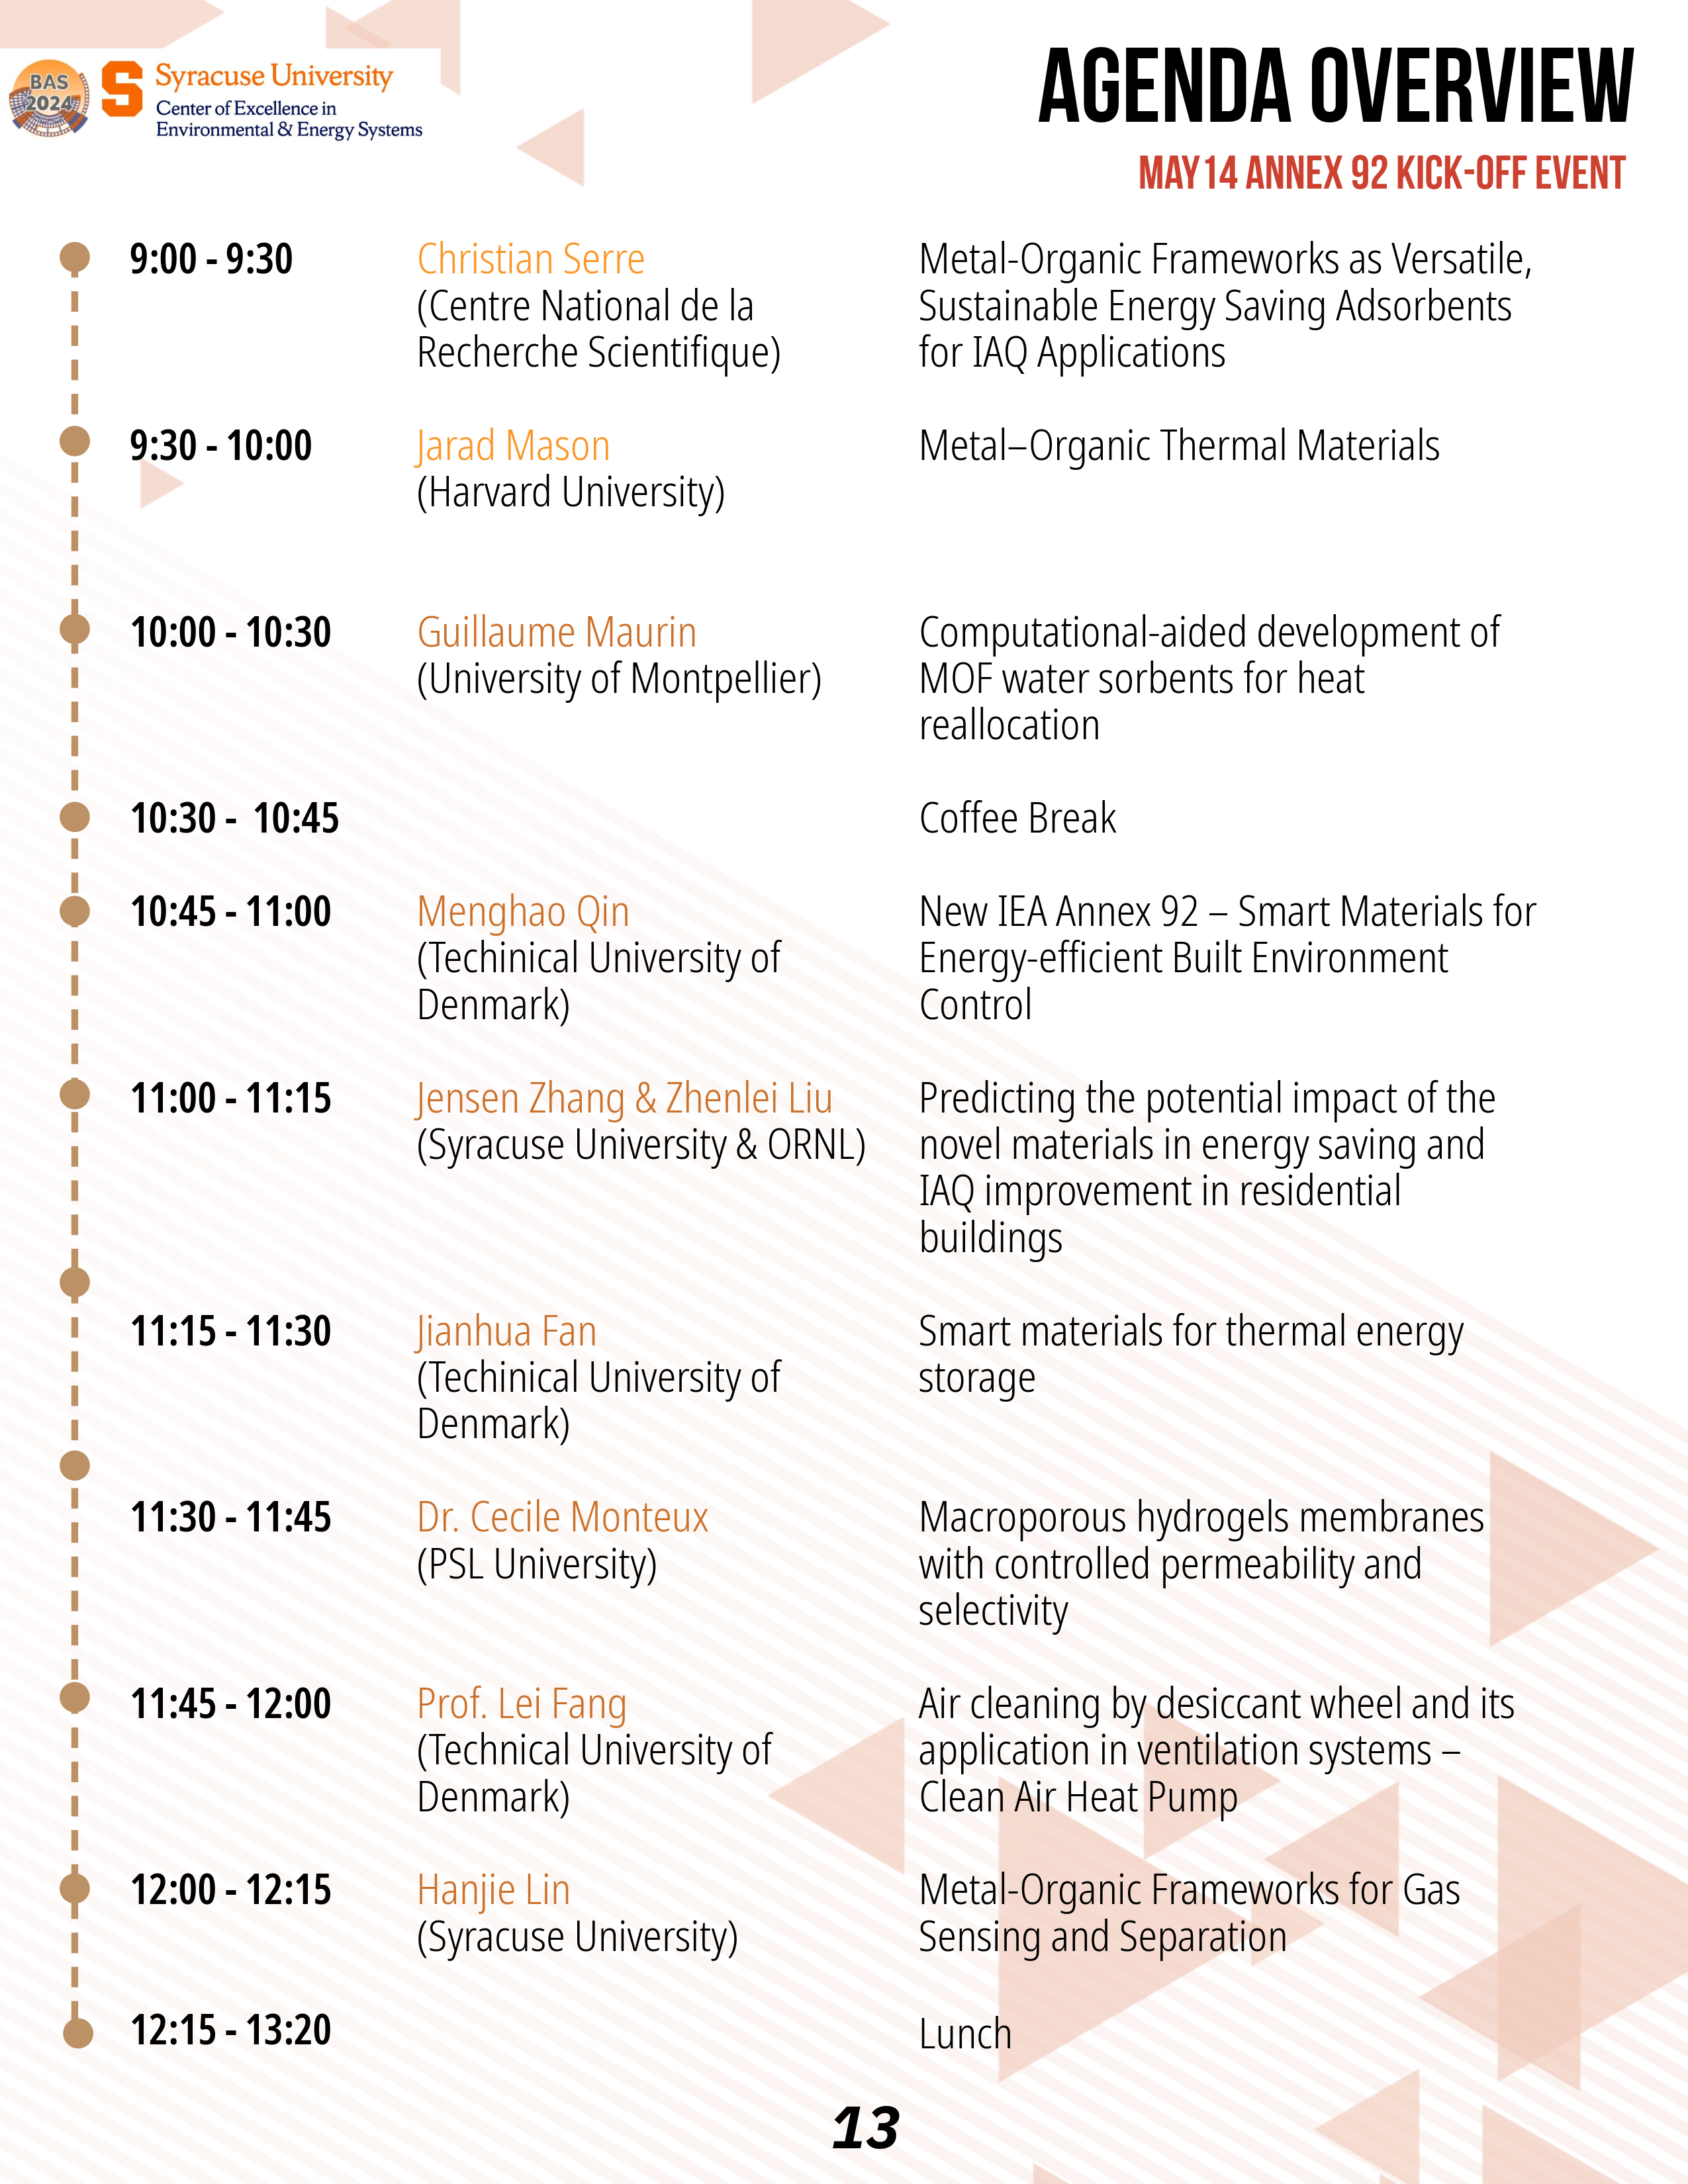 BAS
2024
S
Syracuse University
Center of Excellence in
Environmental & Energy Systems
AGENDA OVERVIEW
MAY14 ANNEX 92 KICK-OFF EVENT
9:00 - 9:30
Christian Serre
(Centre National de la
Recherche Scientifique)
Metal-Organic Frameworks as Versatile,
Sustainable Energy Saving Adsorbents
for IAQ Applications
9:30 - 10:00
Jarad Mason
(Harvard University)
Metal–Organic Thermal Materials
10:00 - 10:30
Guillaume Maurin
(University of Montpellier)
Computational-aided development of
MOF water sorbents for heat
reallocation
10:30 -  10:45
Coffee Break
10:45 - 11:00
Menghao Qin
(Techinical University of
Denmark)
New IEA Annex 92 – Smart Materials for
Energy-efficient Built Environment
Control
11:00 - 11:15
Jensen Zhang & Zhenlei Liu
(Syracuse University & ORNL)
Predicting the potential impact of the
novel materials in energy saving and
IAQ improvement in residential
buildings
11:15 - 11:30
Jianhua Fan
(Techinical University of
Denmark)
Smart materials for thermal energy
storage
11:30 - 11:45
Dr. Cecile Monteux
(PSL University)
Macroporous hydrogels membranes
with controlled permeability and
selectivity
11:45 - 12:00
Prof. Lei Fang
(Technical University of
Denmark)
Air cleaning by desiccant wheel and its
application in ventilation systems –
Clean Air Heat Pump
12:00 - 12:15
Hanjie Lin
(Syracuse University)
Metal-Organic Frameworks for Gas
Sensing and Separation
12:15 - 13:20
Lunch
13